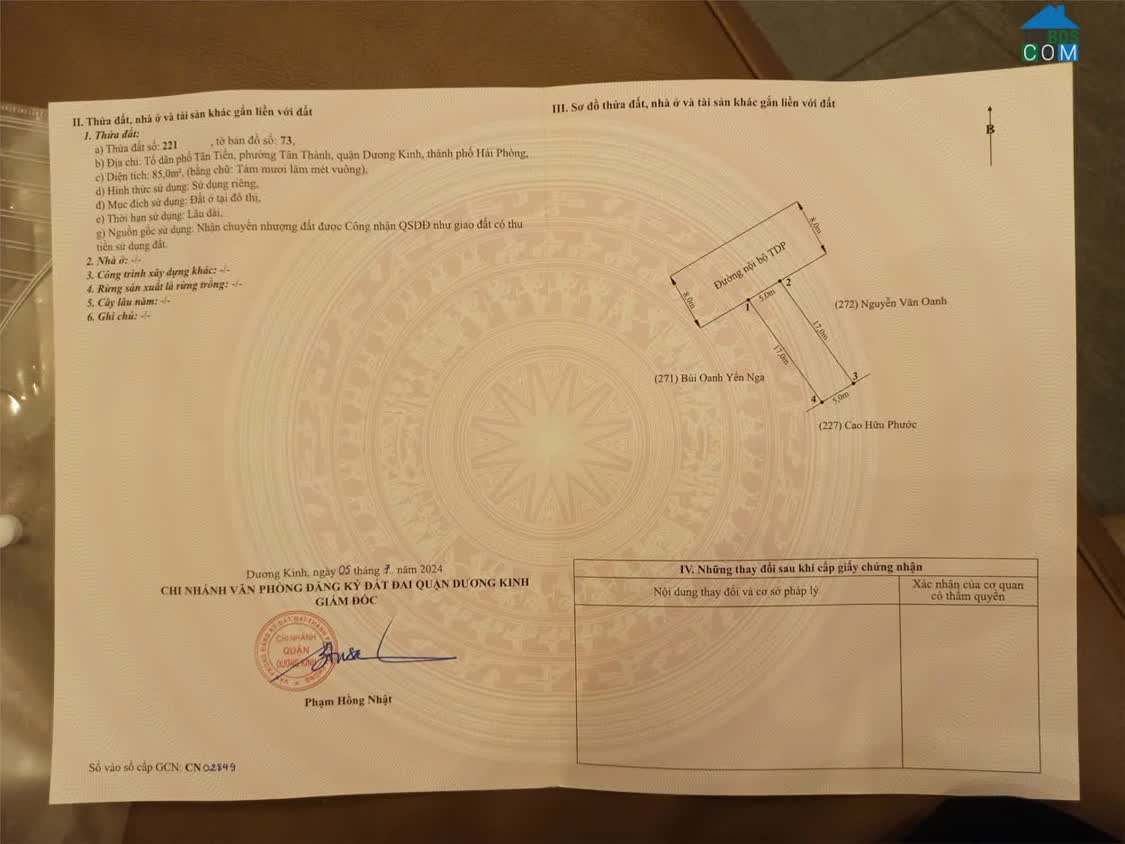 BDS
COM
II. Thửa đất, nhà ở và tài sản khác gắn liền với đất
1. Thửa đất:
a) Thửa đất số: 221 , tờ bản đồ số: 73,
b) Địa chỉ: Tổ dân phố Tân Tiến, phường Tân Thành, quận Dương Kinh, thành phố Hải Phòng,
c) Diện tích: 85,0m², (bằng chữ: Tám mươi lăm mét vuông),
d) Hình thức sử dụng: Sử dụng riêng,
đ) Mục đích sử dụng: Đất ở tại đô thị,
e) Thời hạn sử dụng: Lâu dài,
g) Nguồn gốc sử dụng: Nhận chuyển nhượng đất được Công nhận QSDĐ như giao đất có thu
tiền sử dụng đất.
2. Nhà ở: -/-
3. Công trình xây dựng khác: -/-
4. Rừng sản xuất là rừng trồng: -/-
5. Cây lâu năm: -/-
6. Ghi chú: -/-
Dương Kinh, ngày 05 tháng 7. năm 2024
CHI NHÁNH VĂN PHÒNG ĐĂNG KÝ ĐẤT ĐAI QUẬN DƯƠNG KINH
GIÁM ĐỐC
CHI NHÁNH
QUẬN
DƯƠNG KINH
Phạm Hồng Nhật
Số vào sổ cấp GCN: CN 02849
III. Sơ đồ thửa đất, nhà ở và tài sản khác gắn liền với đất
B
8,0m
Đường nội bộ TDP
8,0m
2
5,0m
1
(272) Nguyễn Văn Oanh
17,0m
17,0m
(271) Bùi Oanh Yến Nga
3
4
5,0m
(227) Cao Hữu Phước
IV. Những thay đổi sau khi cấp giấy chứng nhận
Nội dung thay đổi và cơ sở pháp lý
Xác nhận của cơ quan
có thẩm quyền